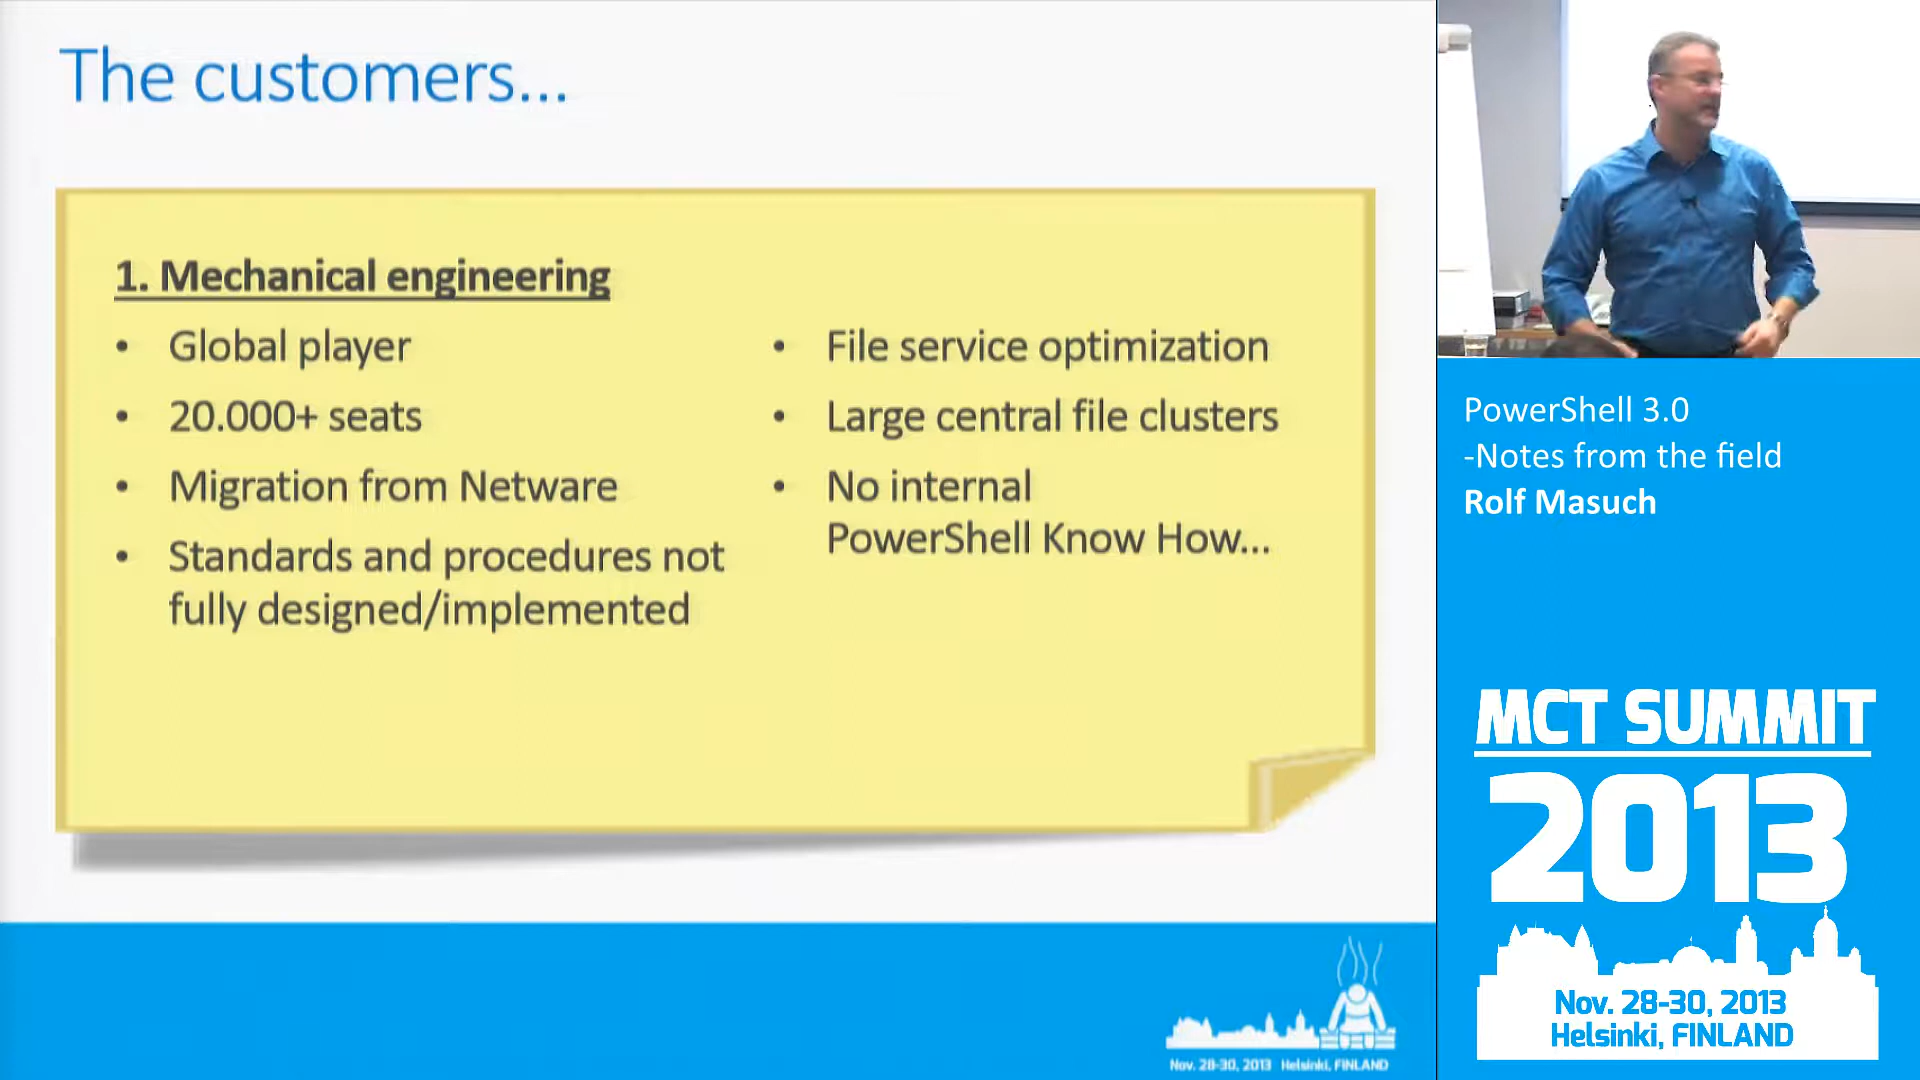 The customers...
1. Mechanical engineering
• Global player
• 20.000+ seats
• Migration from Netware
• Standards and procedures not
fully designed/implemented
• File service optimization
• Large central file clusters
• No internal
PowerShell Know How...
Nov. 28-30, 2013 Helsinki, FINLAND
PowerShell 3.0
-Notes from the field
Rolf Masuch
MCT SUMMIT
2013
Nov. 28-30, 2013
Helsinki, FINLAND